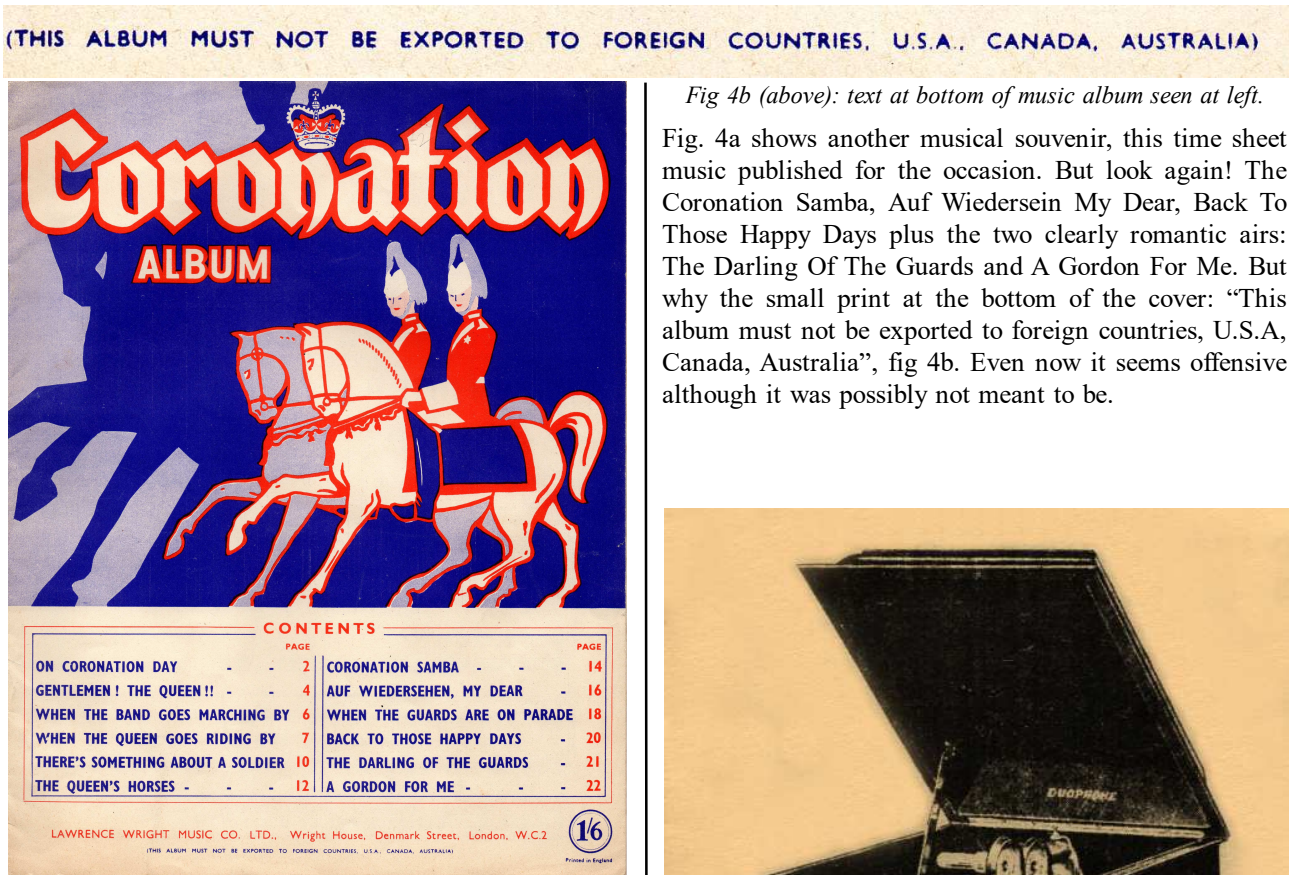 (THIS ALBUM MUST NOT BE EXPORTED TO FOREIGN COUNTRIES, U.S.A., CANADA, AUSTRALIA)
Coronation
ALBUM
CONTENTS
PAGE
ON CORONATION DAY - - 2
GENTLEMEN! THE QUEEN!! - - 4
WHEN THE BAND GOES MARCHING BY 6
WHEN THE QUEEN GOES RIDING BY 7
THERE'S SOMETHING ABOUT A SOLDIER 10
THE QUEEN'S HORSES - - - 12
PAGE
CORONATION SAMBA - - - 14
AUF WIEDERSEHEN, MY DEAR - 16
WHEN THE GUARDS ARE ON PARADE 18
BACK TO THOSE HAPPY DAYS - 20
THE DARLING OF THE GUARDS - 21
A GORDON FOR ME - - - 22
LAWRENCE WRIGHT MUSIC CO. LTD., Wright House, Denmark Street, London, W.C.2
(THIS ALBUM MUST NOT BE EXPORTED TO FOREIGN COUNTRIES, U.S.A., CANADA, AUSTRALIA)
1/6
Printed in England
Fig 4b (above): text at bottom of music album seen at left.
Fig. 4a shows another musical souvenir, this time sheet
music published for the occasion. But look again! The
Coronation Samba, Auf Wiedersein My Dear, Back To
Those Happy Days plus the two clearly romantic airs:
The Darling Of The Guards and A Gordon For Me. But
why the small print at the bottom of the cover: “This
album must not be exported to foreign countries, U.S.A,
Canada, Australia”, fig 4b. Even now it seems offensive
although it was possibly not meant to be.
DUOPHONE